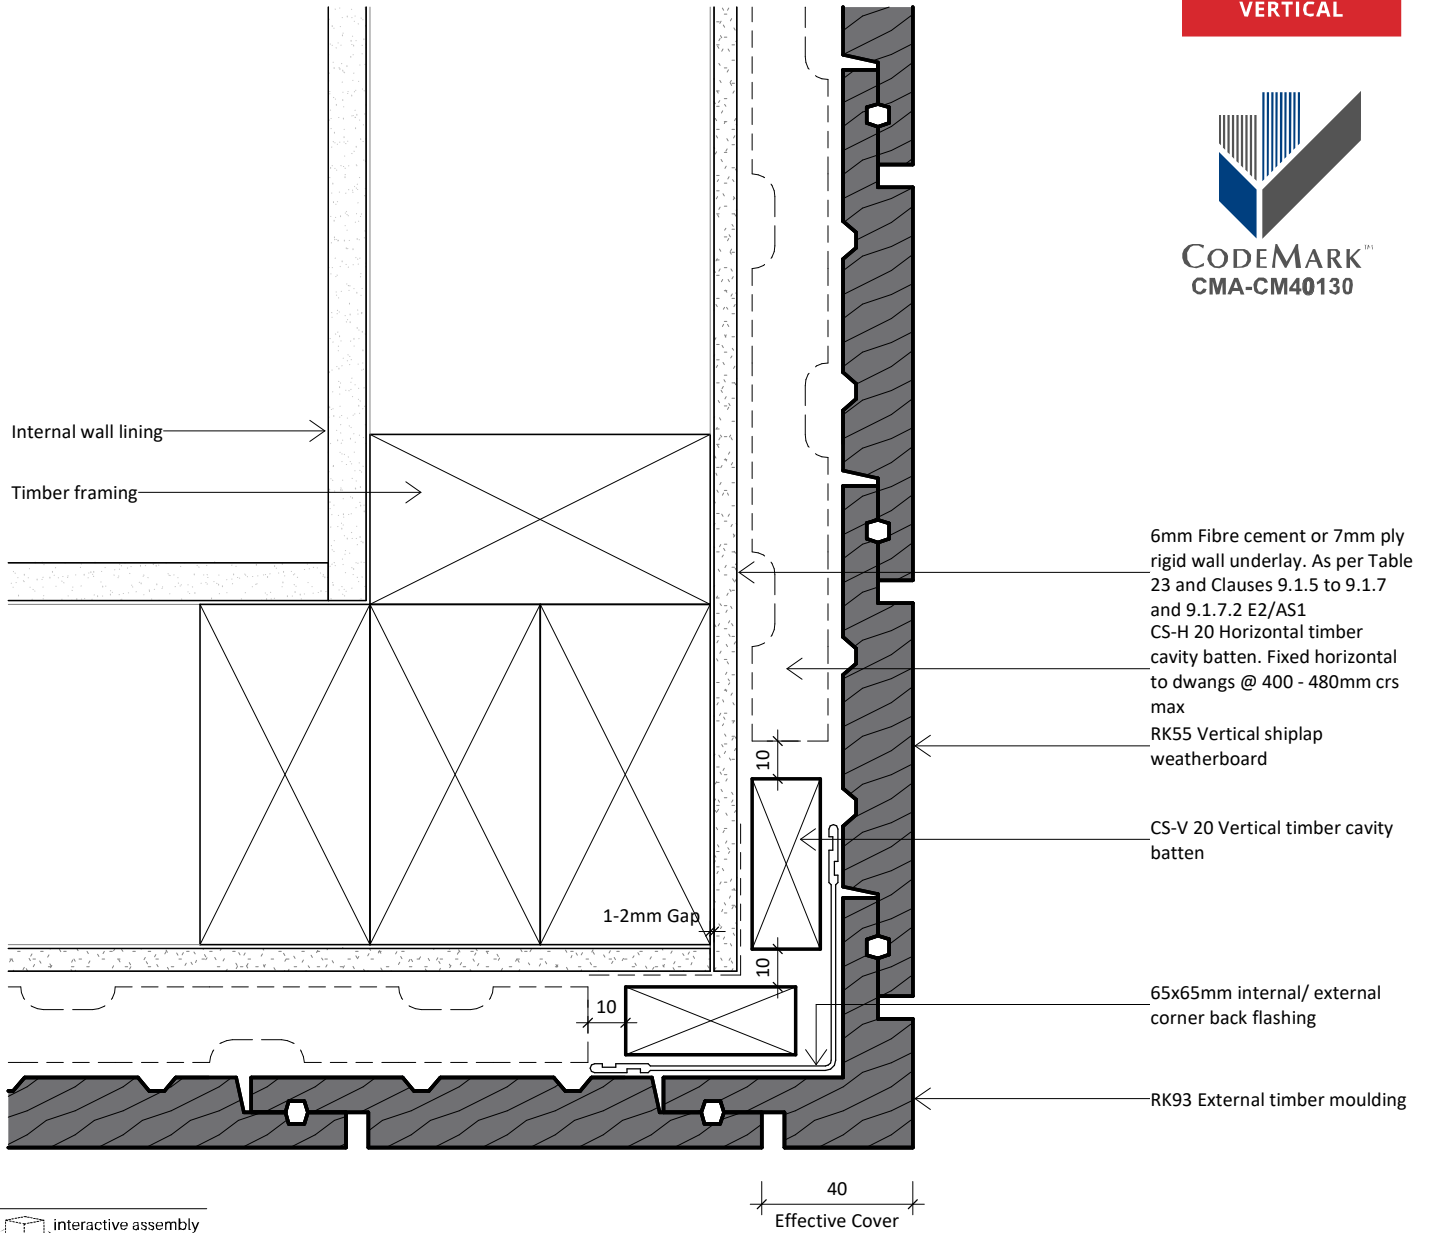 VERTICAL
CODEMARK™
CMA-CM40130
Internal wall lining
Timber framing
6mm Fibre cement or 7mm ply
rigid wall underlay. As per Table
23 and Clauses 9.1.5 to 9.1.7
and 9.1.7.2 E2/AS1
CS-H 20 Horizontal timber
cavity batten. Fixed horizontal
to dwangs @ 400 - 480mm crs
max
RK55 Vertical shiplap
weatherboard
10
CS-V 20 Vertical timber cavity
batten
1-2mm Gap
10
10
65x65mm internal/ external
corner back flashing
RK93 External timber moulding
40
Effective Cover
interactive assembly